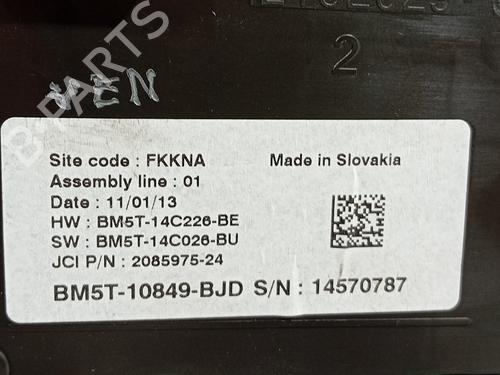 2
B-PARTS
Site code : FKKNA
Made in Slovakia
Assembly line : 01
Date : 11/01/13
HW : BM5T-14C226-BE
SW : BM5T-14C026-BU
JCI P/N : 2085975-24
BM5T-10849-BJD S/N : 14570787